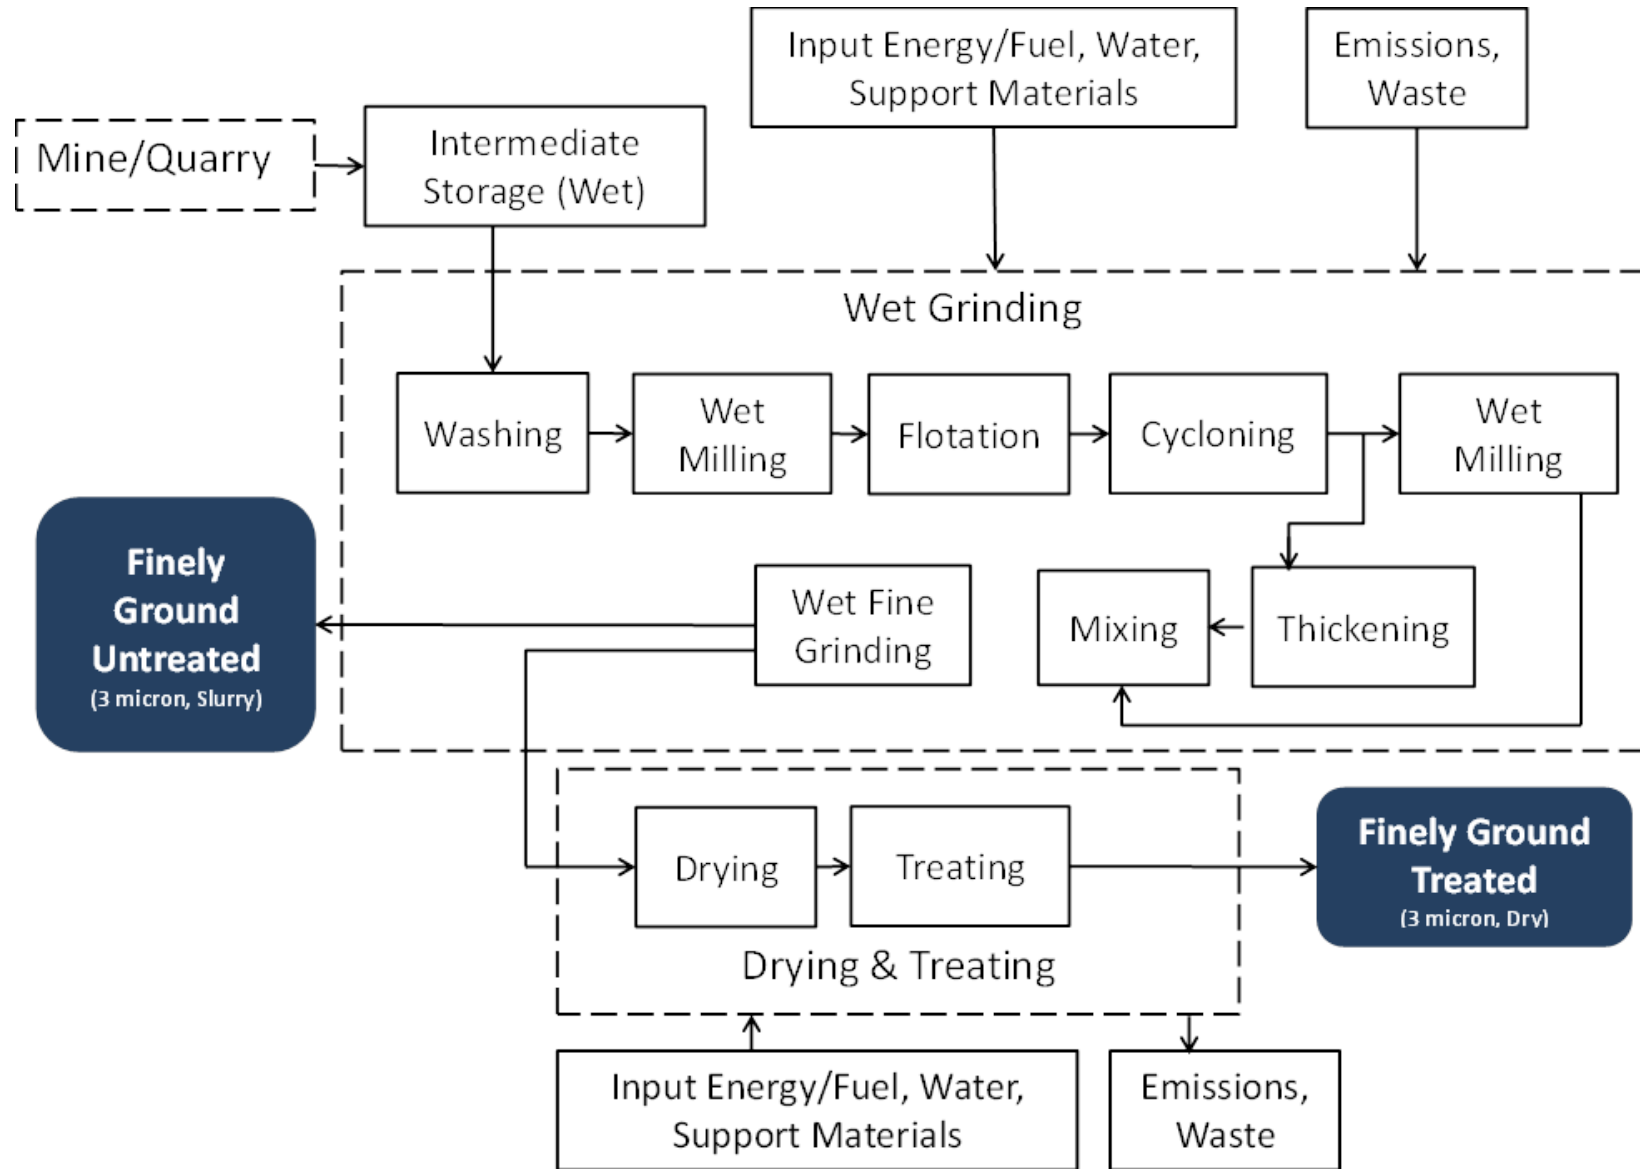 Input Energy/Fuel, Water,
Support Materials
Emissions,
Waste
Mine/Quarry
Intermediate
Storage (Wet)
Wet Grinding
Washing
Wet
Milling
Flotation
Cycloning
Wet
Milling
Finely
Ground
Untreated
(3 micron, Slurry)
Wet Fine
Grinding
Mixing
Thickening
Drying
Treating
Drying & Treating
Finely Ground
Treated
(3 micron, Dry)
Input Energy/Fuel, Water,
Support Materials
Emissions,
Waste